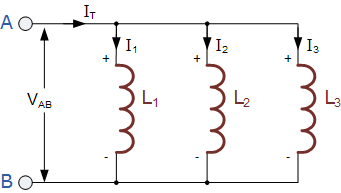 A
I_T
I_1
I_2
I_3
+
+
+
V_AB
L_1
L_2
L_3
-
-
-
B